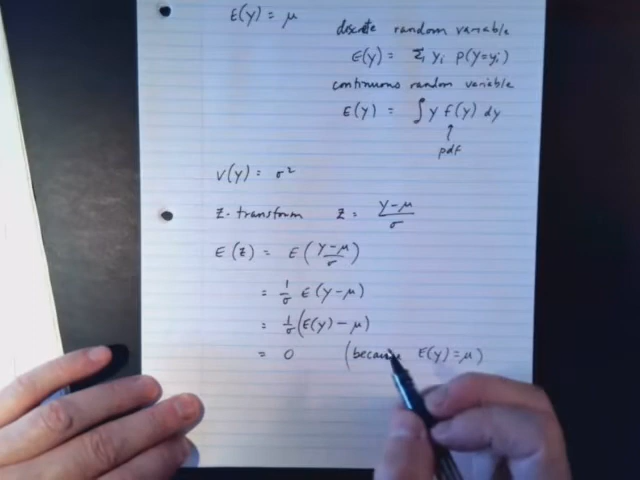 E(y) = μ
discrete random variable
E(y) = Σi yi p(y=yi)
continuous random variable
E(y) = ∫ y f(y) dy
↑
pdf
V(y) = σ²
Z-transform Z = (y-μ)/σ
E(Z) = E((y-μ)/σ)
= 1/σ E(y-μ)
= 1/σ (E(y) - μ)
= 0 (because E(y) = μ)